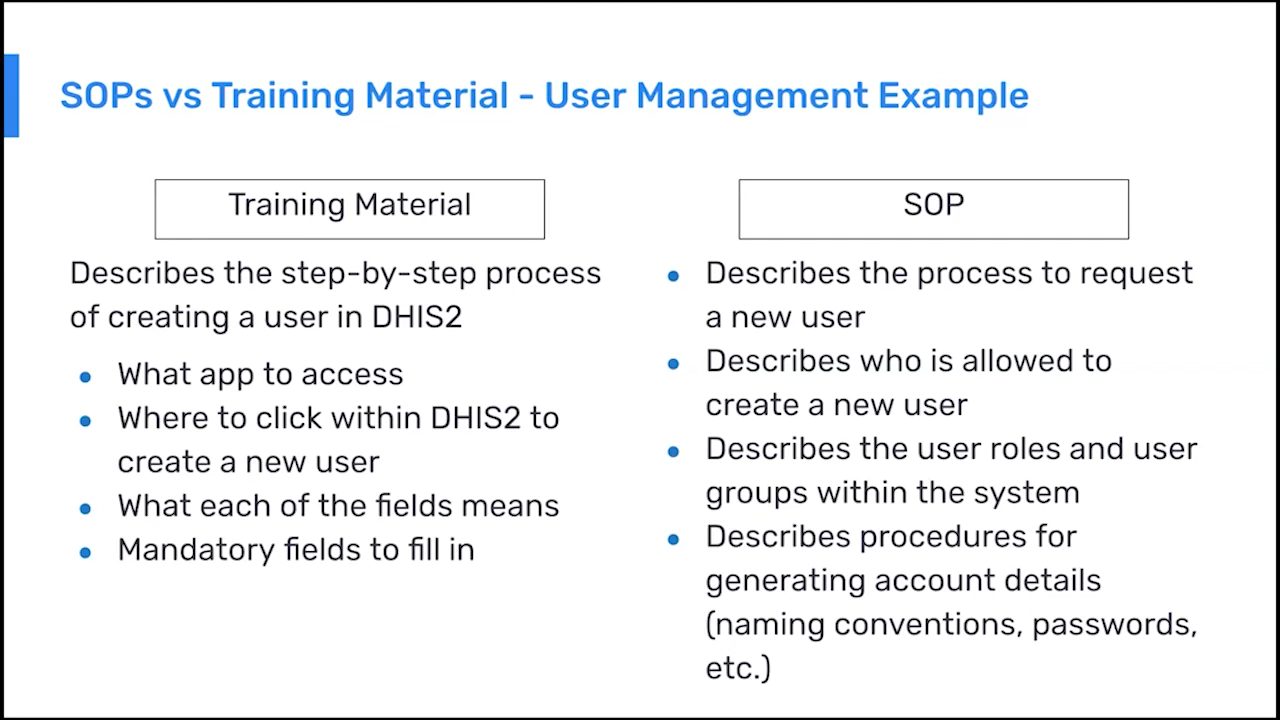 SOPs vs Training Material - User Management Example
Training Material
Describes the step-by-step process
of creating a user in DHIS2
• What app to access
• Where to click within DHIS2 to
create a new user
• What each of the fields means
• Mandatory fields to fill in
SOP
• Describes the process to request
a new user
• Describes who is allowed to
create a new user
• Describes the user roles and user
groups within the system
• Describes procedures for
generating account details
(naming conventions, passwords,
etc.)